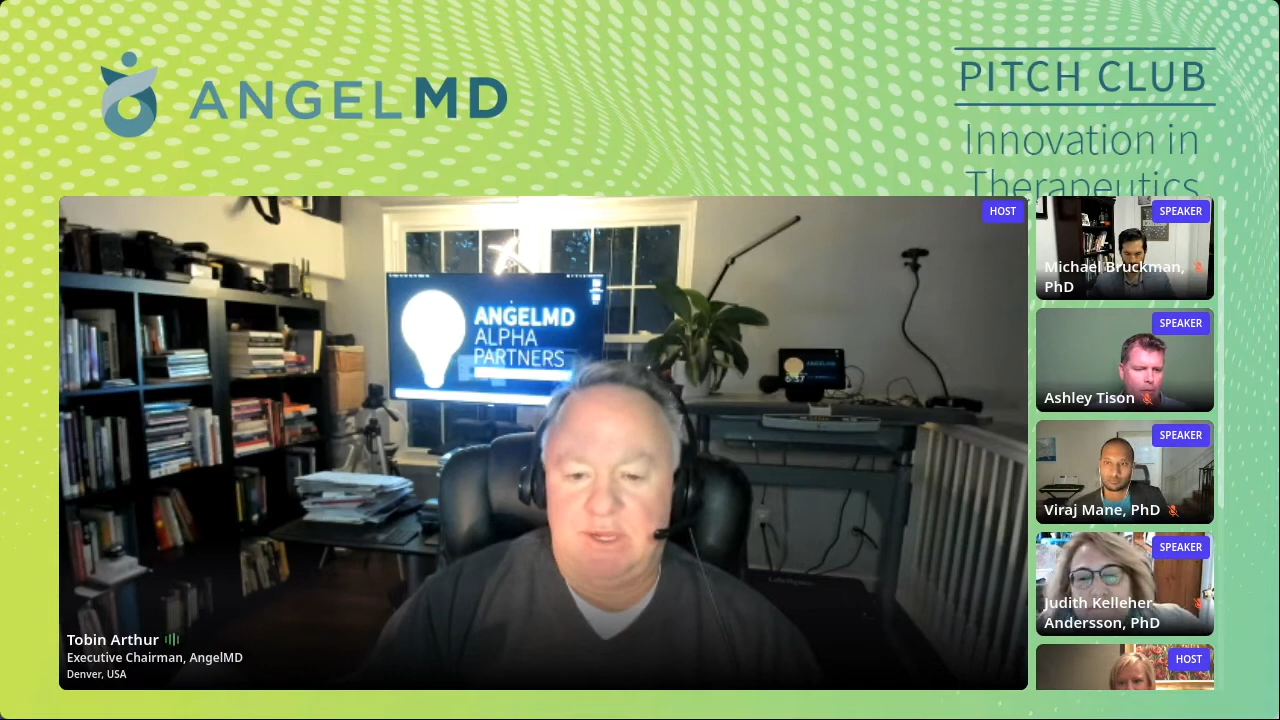 ANGELMD
PITCH CLUB
Innovation in
Therapeutics
HOST
SPEAKER
Michael Bruckman,
PhD
ANGELMD
ALPHA
PARTNERS
ANGELMD
SPEAKER
Ashley Tison
SPEAKER
Viraj Mane, PhD
SPEAKER
Judith Kelleher
Andersson, PhD
Tobin Arthur
Executive Chairman, AngelMD
Denver, USA
HOST